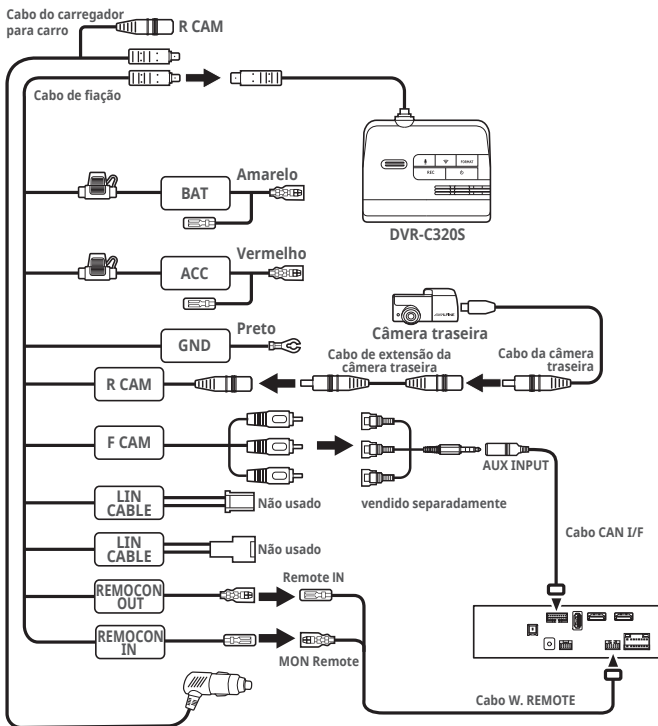 Cabo do carregador
para carro
R CAM
Cabo de fiação
FORMAT
REC
DVR-C320S
BAT
Amarelo
ACC
Vermelho
GND
Preto
Câmera traseira
R CAM
Cabo de extensão da
câmera traseira
Cabo da câmera
traseira
F CAM
AUX INPUT
vendido separadamente
LIN
CABLE
Não usado
LIN
CABLE
Não usado
Cabo CAN I/F
REMOCON
OUT
Remote IN
REMOCON
IN
MON Remote
Cabo W. REMOTE